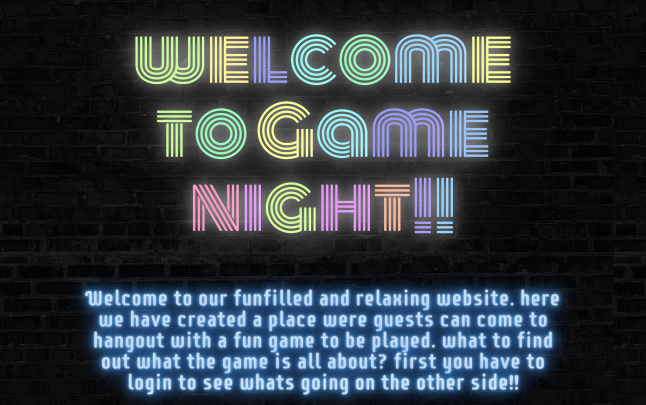 WELCOME
TO GAME
NIGHT!!
Welcome to our funfilled and relaxing website. here
we have created a place were guests can come to
hangout with a fun game to be played. what to find
out what the game is all about? first you have to
login to see whats going on the other side!!